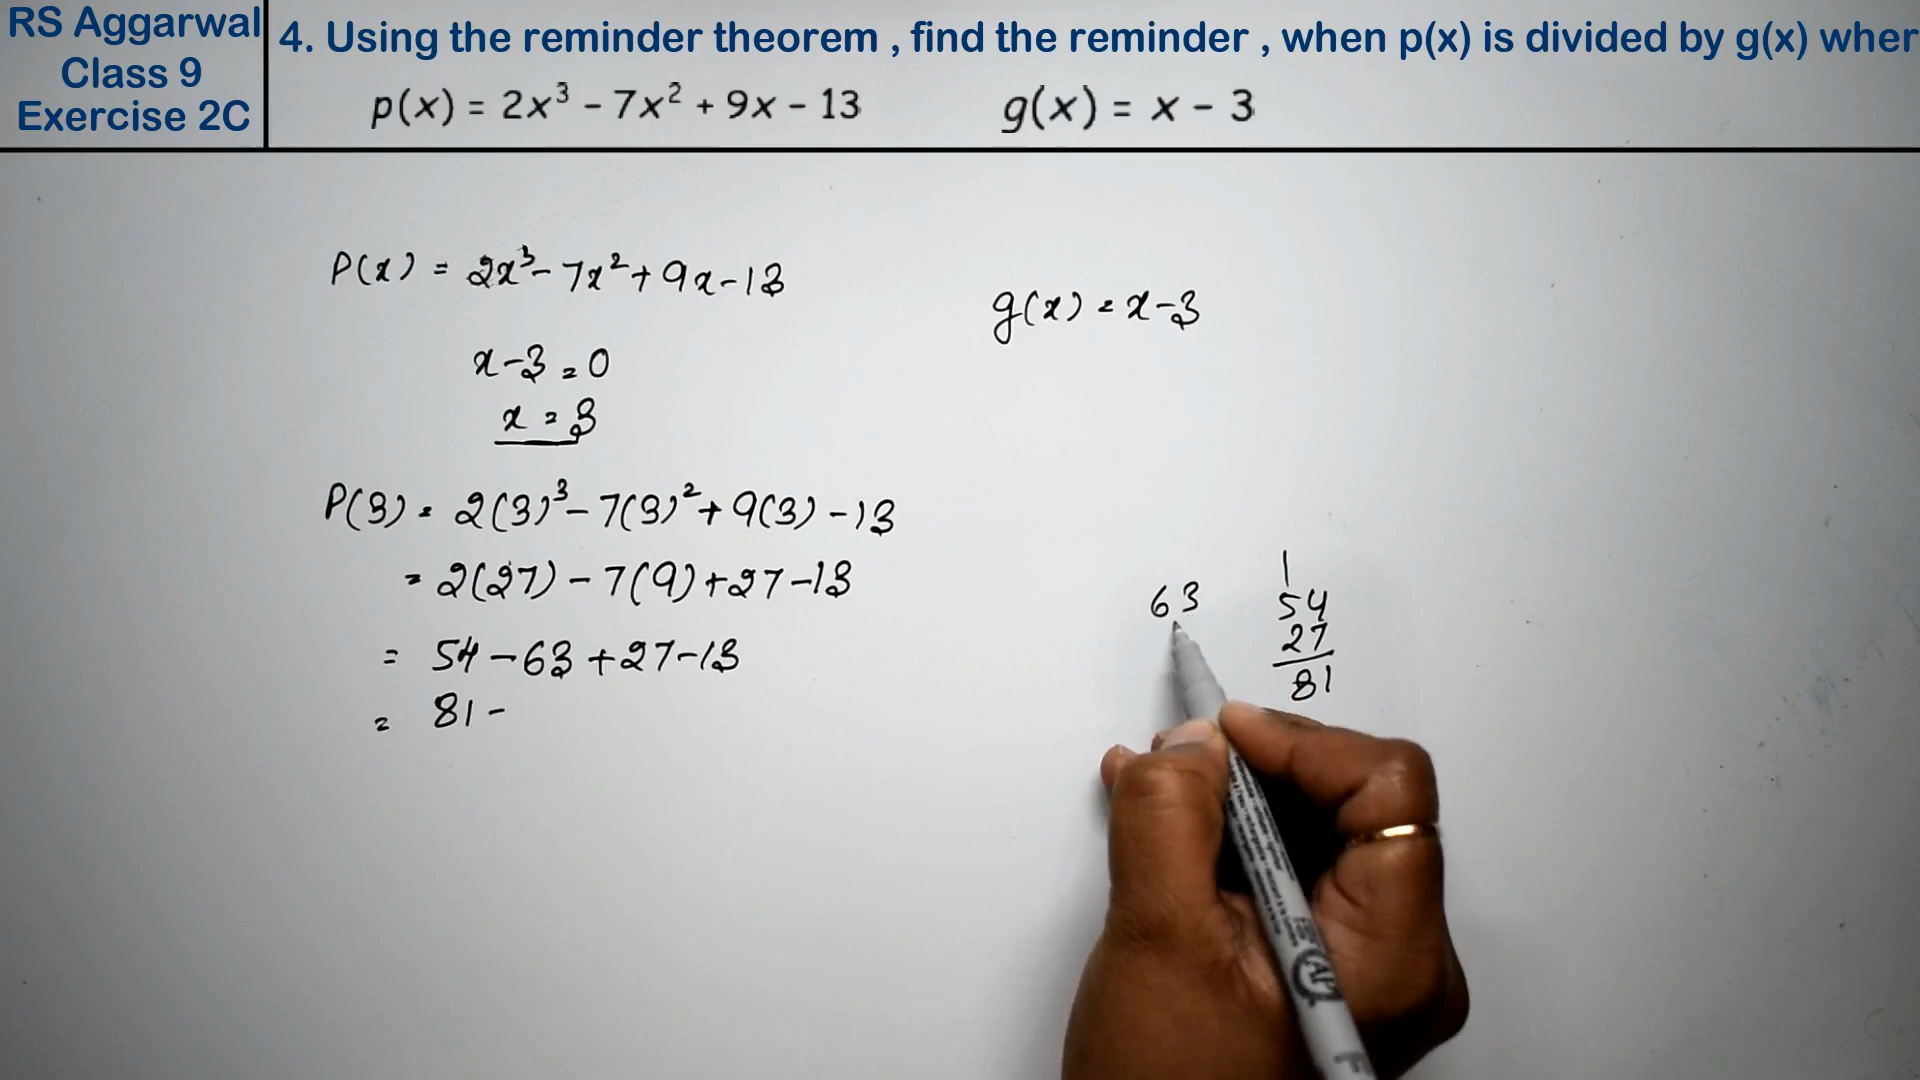 RS Aggarwal
Class 9
Exercise 2C
4. Using the reminder theorem , find the reminder , when p(x) is divided by g(x) wher
p(x) = 2x³ – 7x² + 9x – 13 g(x) = x – 3
P(x) = 2x³ – 7x² + 9x – 13
g(x) = x – 3
x – 3 = 0
x = 3
P(3) = 2(3)³ – 7(3)² + 9(3) – 13
= 2(27) – 7(9) + 27 – 13
= 54 – 63 + 27 – 13
= 81 –
63
1
54
27
81